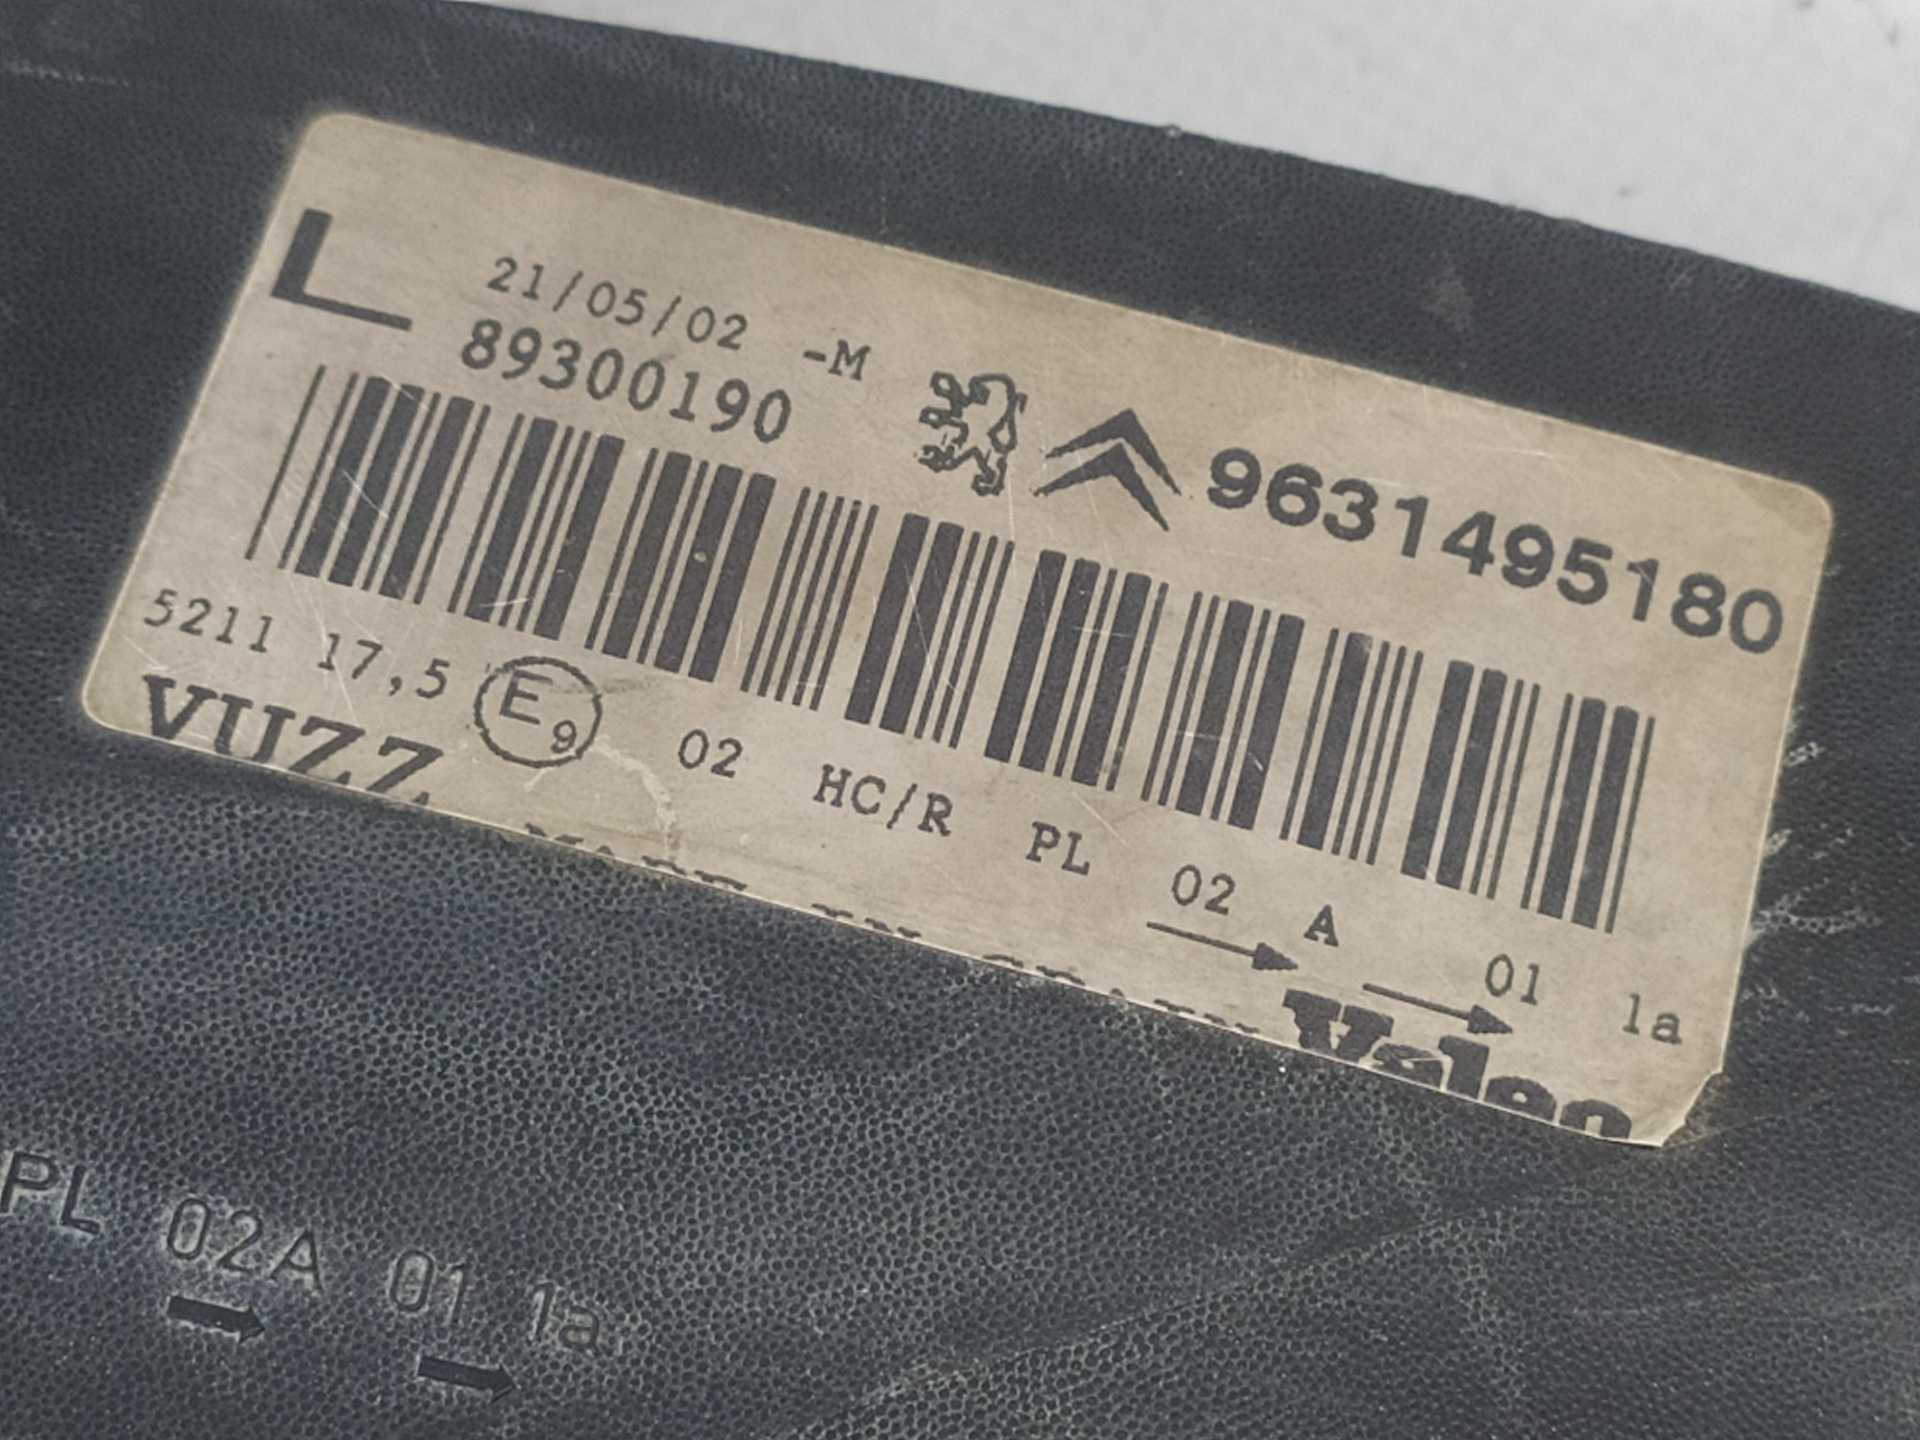 L
21/05/02 -M
89300190
9631495180
5211 17,5 E9 02 HC/R PL 02 A 01 1a
VUZZ
Valeo
PL 02A 01 1a